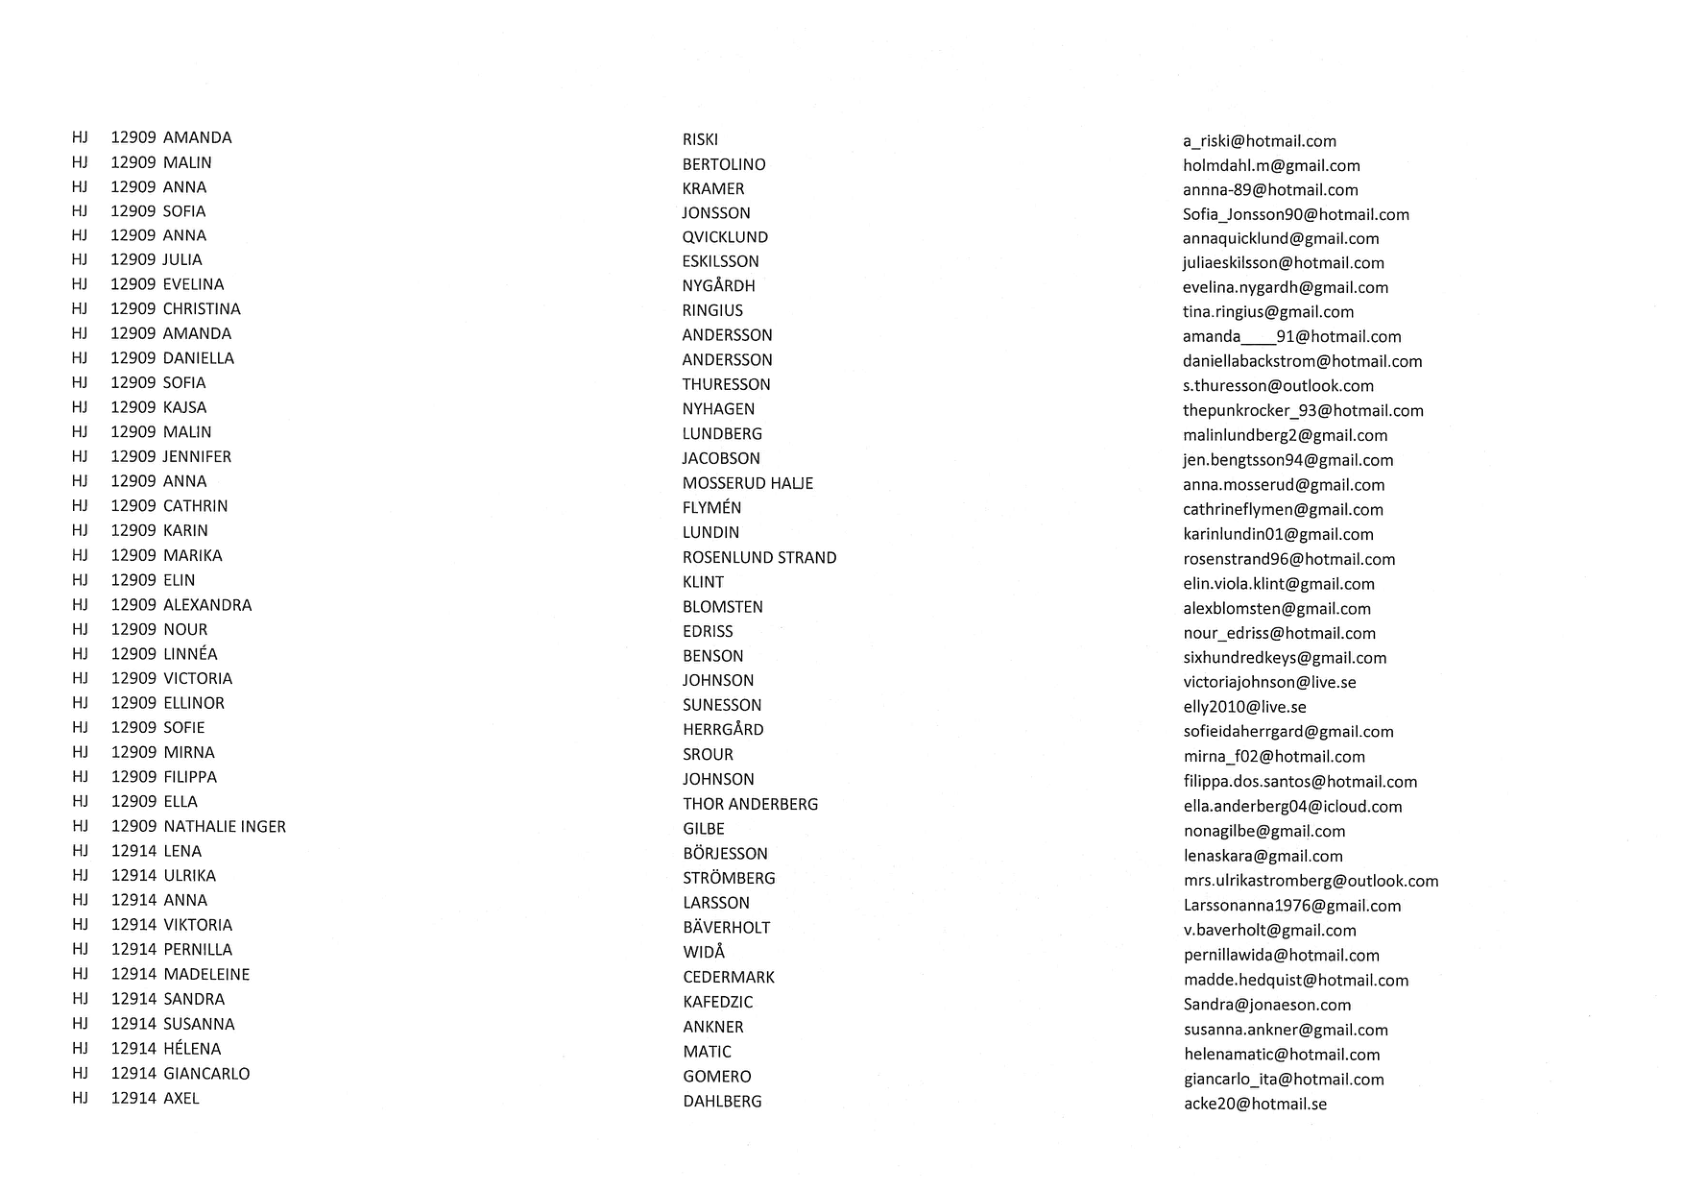 HJ 12909 AMANDA RISKI a_riski@hotmail.com
HJ 12909 MALIN BERTOLINO holmdahl.m@gmail.com
HJ 12909 ANNA KRAMER annna-89@hotmail.com
HJ 12909 SOFIA JONSSON Sofia_Jonsson90@hotmail.com
HJ 12909 ANNA QVICKLUND annaquicklund@gmail.com
HJ 12909 JULIA ESKILSSON juliaeskilsson@hotmail.com
HJ 12909 EVELINA NYGÅRDH evelina.nygardh@gmail.com
HJ 12909 CHRISTINA RINGIUS tina.ringius@gmail.com
HJ 12909 AMANDA ANDERSSON amanda____91@hotmail.com
HJ 12909 DANIELLA ANDERSSON daniellabackstrom@hotmail.com
HJ 12909 SOFIA THURESSON s.thuresson@outlook.com
HJ 12909 KAJSA NYHAGEN thepunkrocker_93@hotmail.com
HJ 12909 MALIN LUNDBERG malinlundberg2@gmail.com
HJ 12909 JENNIFER JACOBSON jen.bengtsson94@gmail.com
HJ 12909 ANNA MOSSERUD HALJE anna.mosserud@gmail.com
HJ 12909 CATHRIN FLYMÉN cathrineflymen@gmail.com
HJ 12909 KARIN LUNDIN karinlundin01@gmail.com
HJ 12909 MARIKA ROSENLUND STRAND rosenstrand96@hotmail.com
HJ 12909 ELIN KLINT elin.viola.klint@gmail.com
HJ 12909 ALEXANDRA BLOMSTEN alexblomsten@gmail.com
HJ 12909 NOUR EDRISS nour_edriss@hotmail.com
HJ 12909 LINNÉA BENSON sixhundredkeys@gmail.com
HJ 12909 VICTORIA JOHNSON victoriajohnson@live.se
HJ 12909 ELLINOR SUNESSON elly2010@live.se
HJ 12909 SOFIE HERRGÅRD sofieidaherrgard@gmail.com
HJ 12909 MIRNA SROUR mirna_f02@hotmail.com
HJ 12909 FILIPPA JOHNSON filippa.dos.santos@hotmail.com
HJ 12909 ELLA THOR ANDERBERG ella.anderberg04@icloud.com
HJ 12909 NATHALIE INGER GILBE nonagilbe@gmail.com
HJ 12914 LENA BÖRJESSON lenaskara@gmail.com
HJ 12914 ULRIKA STRÖMBERG mrs.ulrikastromberg@outlook.com
HJ 12914 ANNA LARSSON Larssonanna1976@gmail.com
HJ 12914 VIKTORIA BÄVERHOLT v.baverholt@gmail.com
HJ 12914 PERNILLA WIDÅ pernillawida@hotmail.com
HJ 12914 MADELEINE CEDERMARK madde.hedquist@hotmail.com
HJ 12914 SANDRA KAFEDZIC Sandra@jonaeson.com
HJ 12914 SUSANNA ANKNER susanna.ankner@gmail.com
HJ 12914 HÉLENA MATIC helenamatic@hotmail.com
HJ 12914 GIANCARLO GOMERO giancarlo_ita@hotmail.com
HJ 12914 AXEL DAHLBERG acke20@hotmail.se